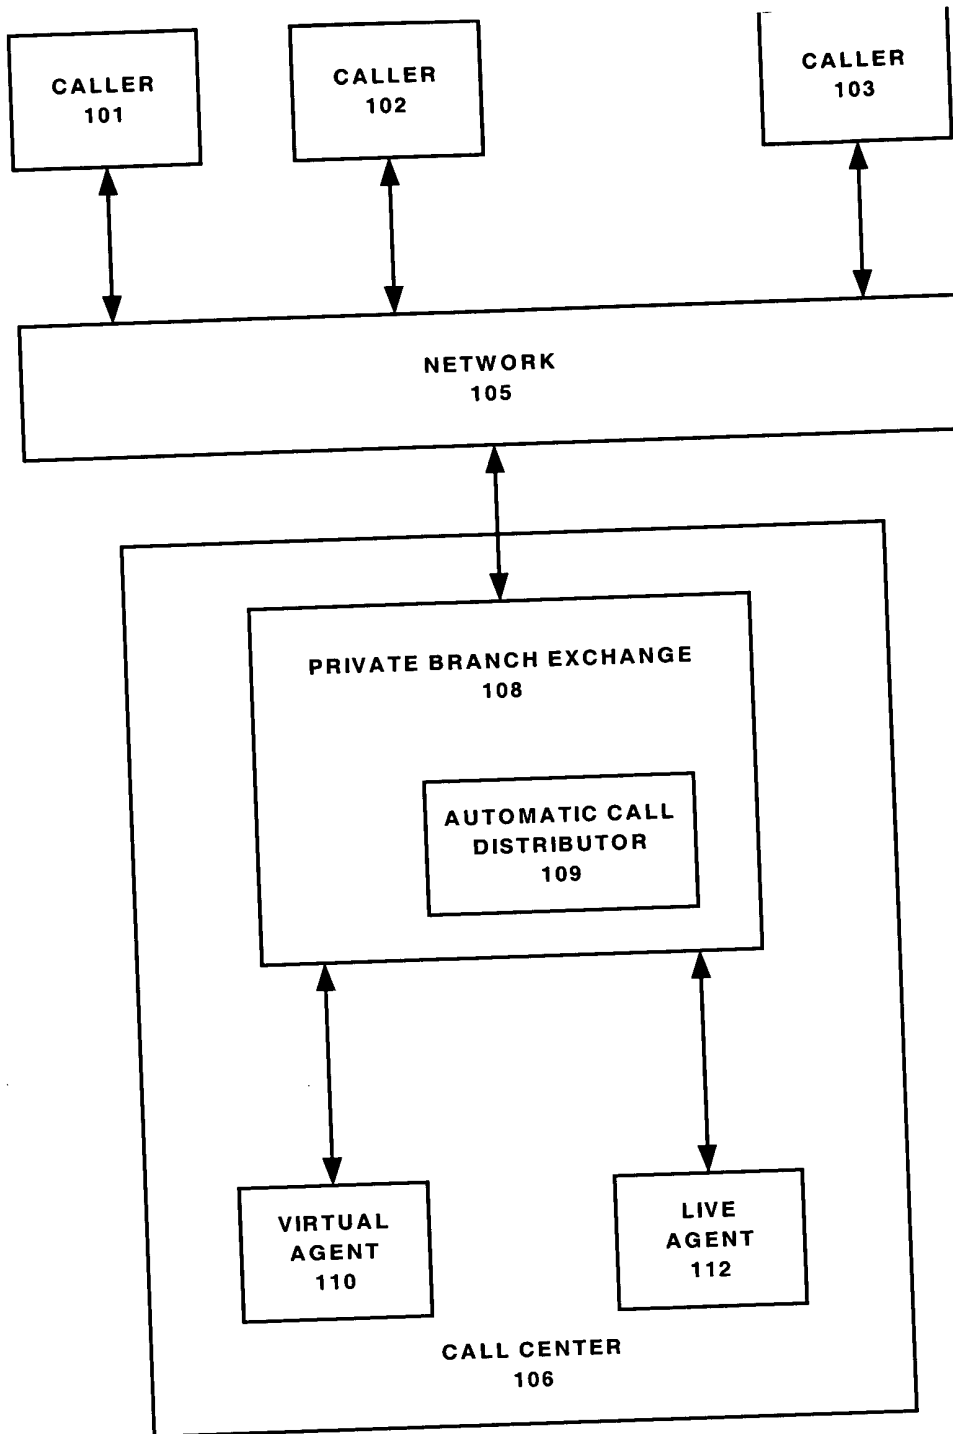 CALLER
101
CALLER
102
CALLER
103
NETWORK
105
PRIVATE BRANCH EXCHANGE
108
AUTOMATIC CALL
DISTRIBUTOR
109
VIRTUAL
AGENT
110
LIVE
AGENT
112
CALL CENTER
106